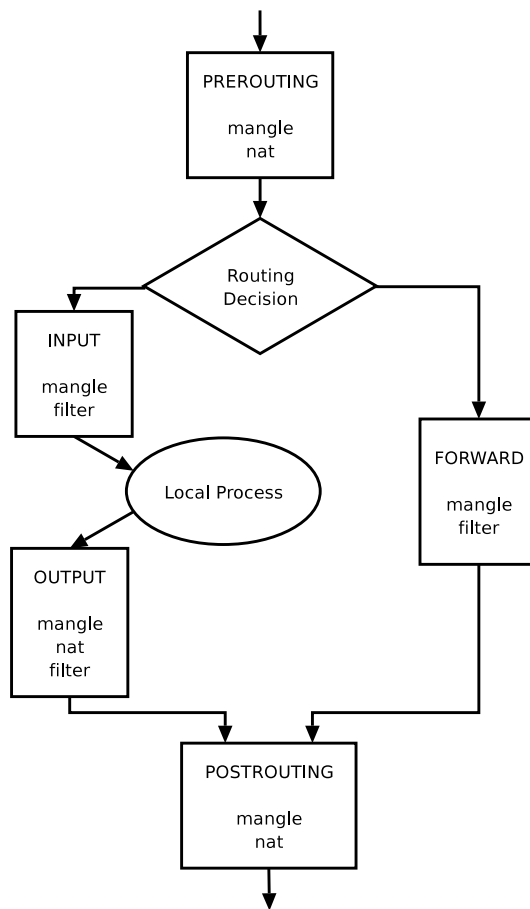 PREROUTING
mangle
nat
Routing
Decision
INPUT
mangle
filter
FORWARD
mangle
filter
Local Process
OUTPUT
mangle
nat
filter
POSTROUTING
mangle
nat